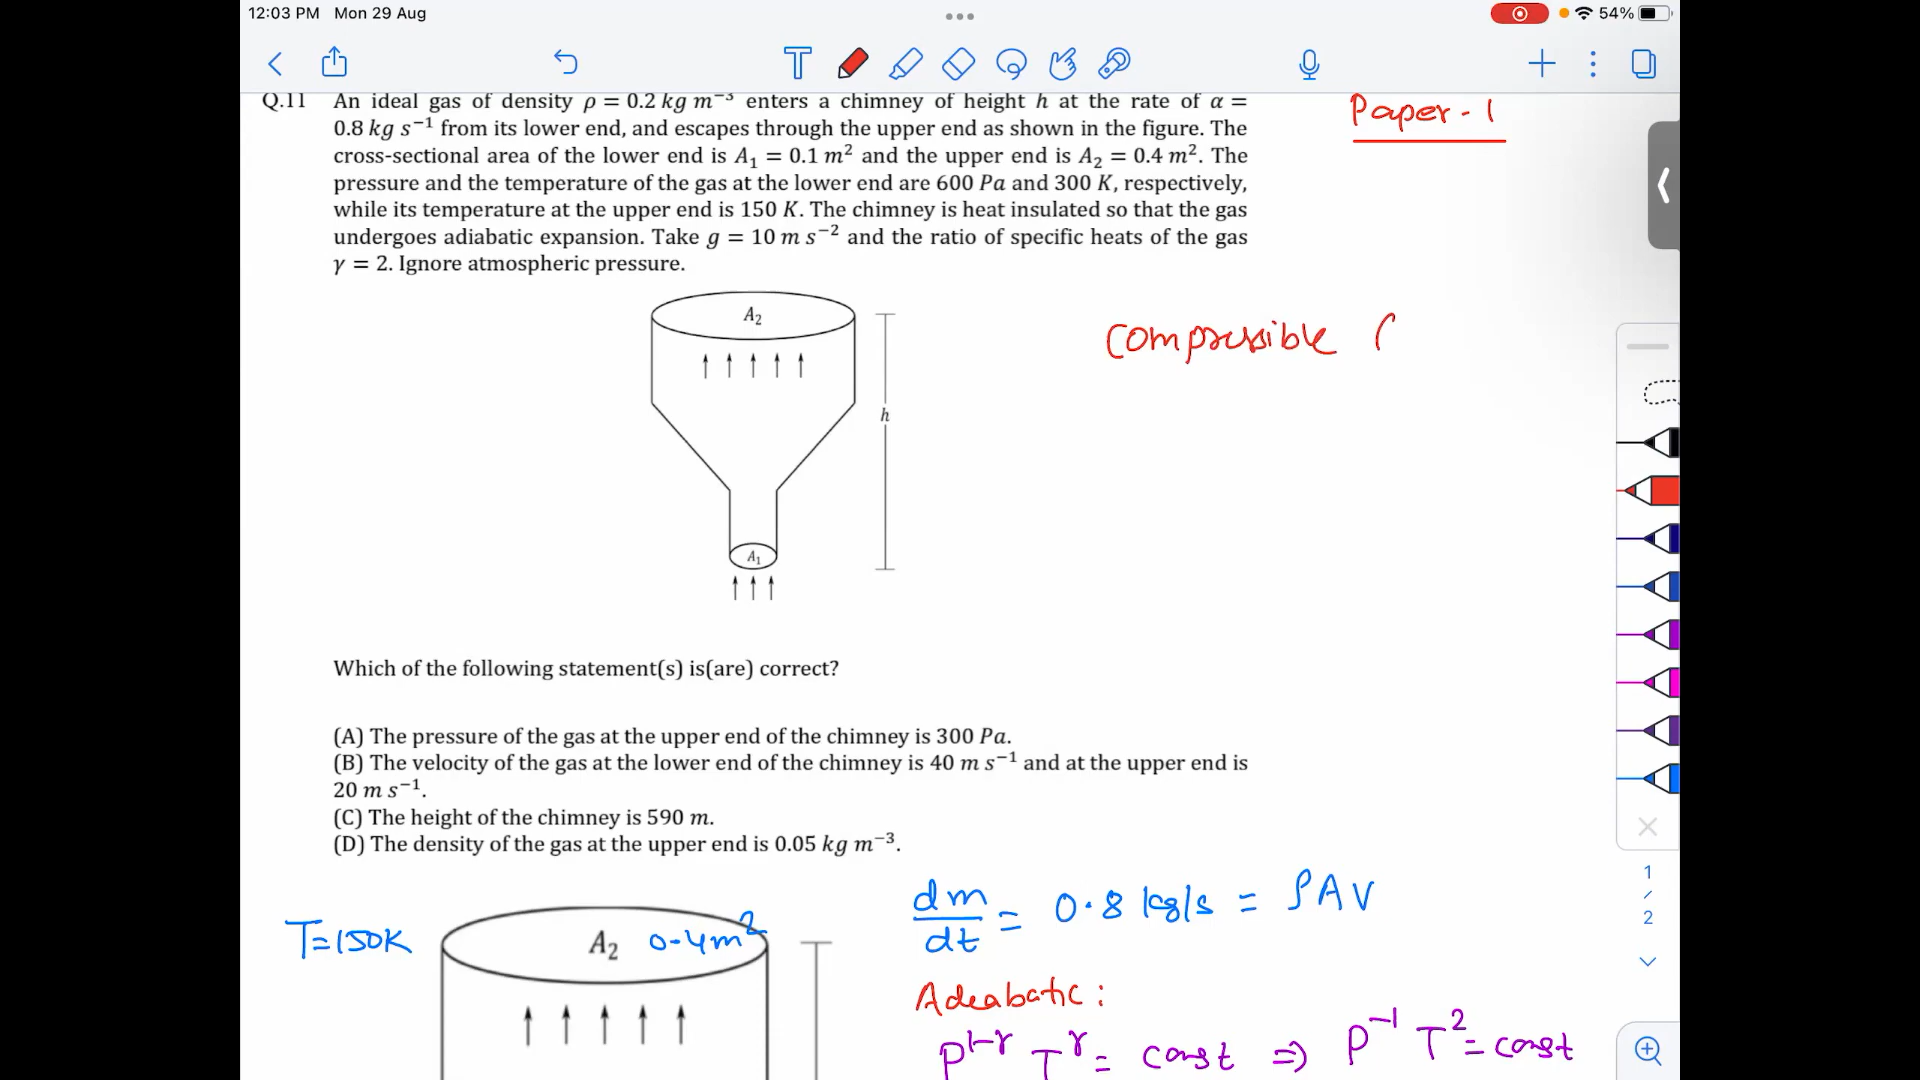 12:03 PM Mon 29 Aug
54%
Q.11 An ideal gas of density ρ = 0.2 kg m⁻³ enters a chimney of height h at the rate of α =
0.8 kg s⁻¹ from its lower end, and escapes through the upper end as shown in the figure. The
cross-sectional area of the lower end is A₁ = 0.1 m² and the upper end is A₂ = 0.4 m². The
pressure and the temperature of the gas at the lower end are 600 Pa and 300 K, respectively,
while its temperature at the upper end is 150 K. The chimney is heat insulated so that the gas
undergoes adiabatic expansion. Take g = 10 m s⁻² and the ratio of specific heats of the gas
γ = 2. Ignore atmospheric pressure.
Paper - 1
A₂
Compressible (
h
A₁
Which of the following statement(s) is(are) correct?
(A) The pressure of the gas at the upper end of the chimney is 300 Pa.
(B) The velocity of the gas at the lower end of the chimney is 40 m s⁻¹ and at the upper end is
20 m s⁻¹.
(C) The height of the chimney is 590 m.
(D) The density of the gas at the upper end is 0.05 kg m⁻³.
1
/
2
dm/dt = 0.8 kg/s = ρAV
T=150K
A₂ 0.4m²
Adeabatic :
P^1-γ T^γ = const ⇒ P⁻¹ T² = const